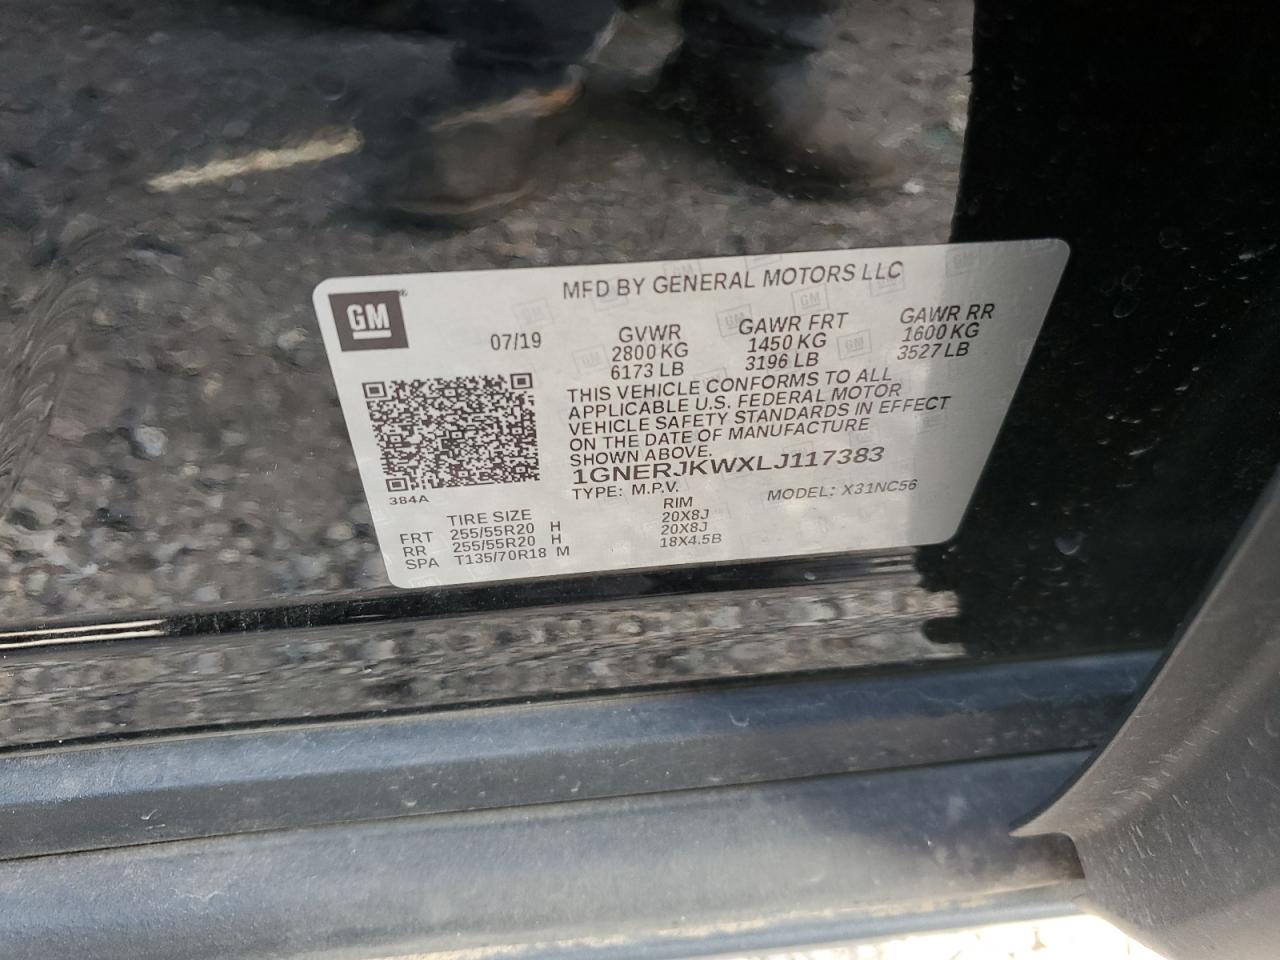 MFD BY GENERAL MOTORS LLC
GM®
07/19
GVWR
2800 KG
6173 LB
GAWR FRT
1450 KG
3196 LB
GAWR RR
1600 KG
3527 LB
THIS VEHICLE CONFORMS TO ALL
APPLICABLE U.S. FEDERAL MOTOR
VEHICLE SAFETY STANDARDS IN EFFECT
ON THE DATE OF MANUFACTURE
SHOWN ABOVE.
1GNERJKWXLJ117383
TYPE: M.P.V.
MODEL: X31NC56
384A
TIRE SIZE RIM
FRT 255/55R20 H 20X8J
RR 255/55R20 H 20X8J
SPA T135/70R18 M 18X4.5B